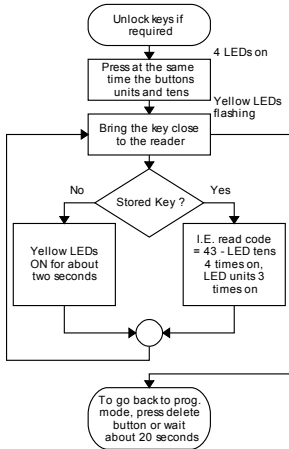 Unlock keys if
required
4 LEDs on
Press at the same
time the buttons
units and tens
Yellow LEDs
flashing
Bring the key close
to the reader
No
Stored Key ?
Yes
Yellow LEDs
ON for about
two seconds
I.E. read code
= 43 - LED tens
4 times on,
LED units 3
times on
To go back to prog.
mode, press delete
button or wait
about 20 seconds